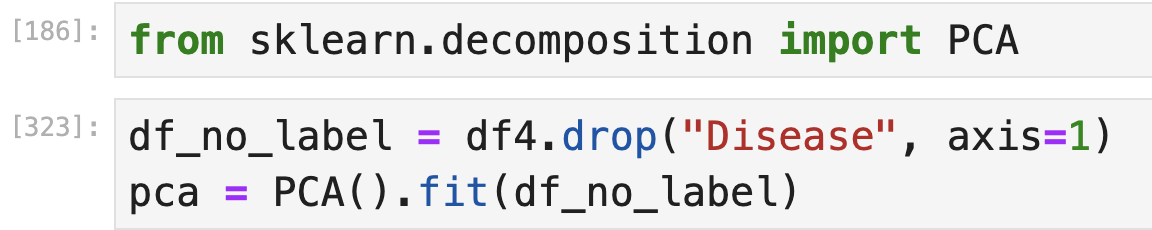 [186]: from sklearn.decomposition import PCA
[323]: df_no_label = df4.drop("Disease", axis=1)
pca = PCA().fit(df_no_label)